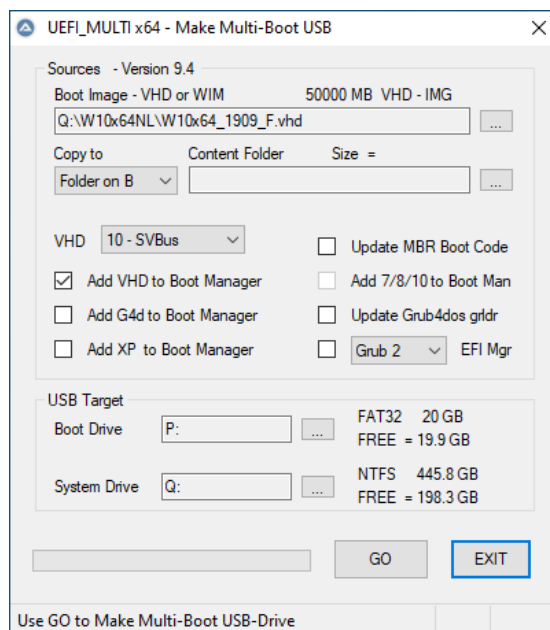 UEFI_MULTI x64 - Make Multi-Boot USB
Sources - Version 9.4
Boot Image - VHD or WIM 50000 MB VHD - IMG
Q:\W10x64NL\W10x64_1909_F.vhd ...
Copy to Content Folder Size =
Folder on B ...
VHD 10 - SVBus Update MBR Boot Code
Add VHD to Boot Manager Add 7/8/10 to Boot Man
Add G4d to Boot Manager Update Grub4dos grldr
Add XP to Boot Manager Grub 2 EFI Mgr
USB Target
Boot Drive P: ... FAT32 20 GB
FREE = 19.9 GB
System Drive Q: ... NTFS 445.8 GB
FREE = 198.3 GB
GO EXIT
Use GO to Make Multi-Boot USB-Drive